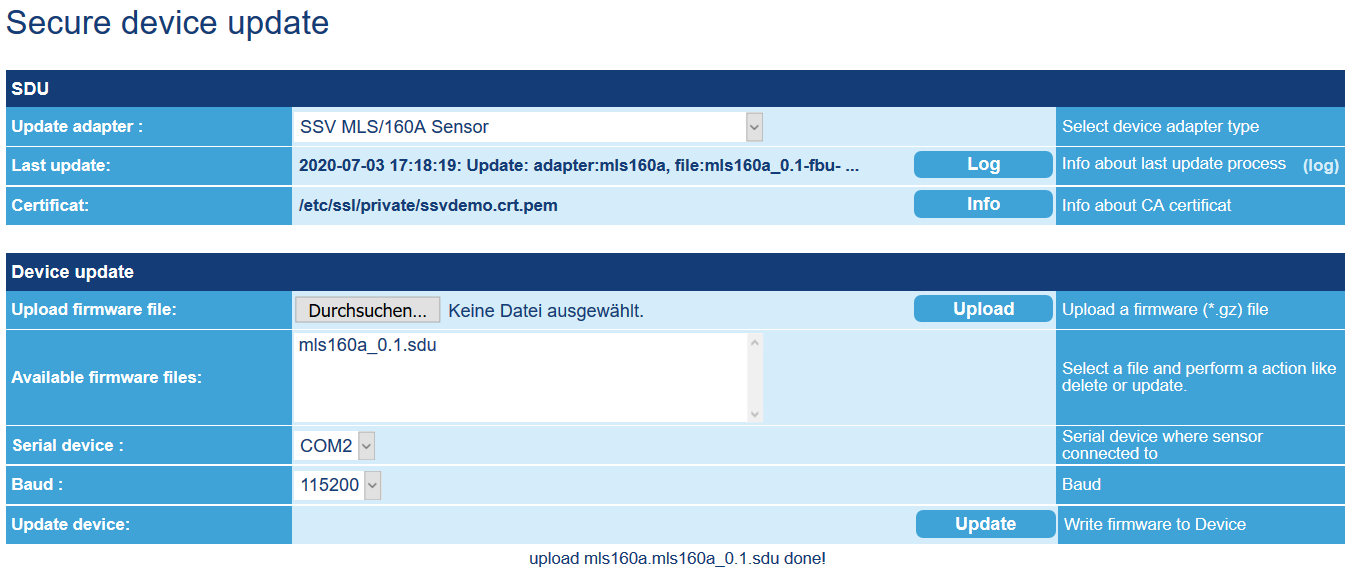 Secure device update
SDU
Update adapter :
SSV MLS/160A Sensor
Select device adapter type
Last update:
2020-07-03 17:18:19: Update: adapter:mls160a, file:mls160a_0.1-fbu- ...
Log
Info about last update process (log)
Certificat:
/etc/ssl/private/ssvdemo.crt.pem
Info
Info about CA certificat
Device update
Upload firmware file:
Durchsuchen... Keine Datei ausgewählt.
Upload
Upload a firmware (*.gz) file
Available firmware files:
mls160a_0.1.sdu
Select a file and perform a action like
delete or update.
Serial device :
COM2
Serial device where sensor
connected to
Baud :
115200
Baud
Update device:
Update
Write firmware to Device
upload mls160a.mls160a_0.1.sdu done!